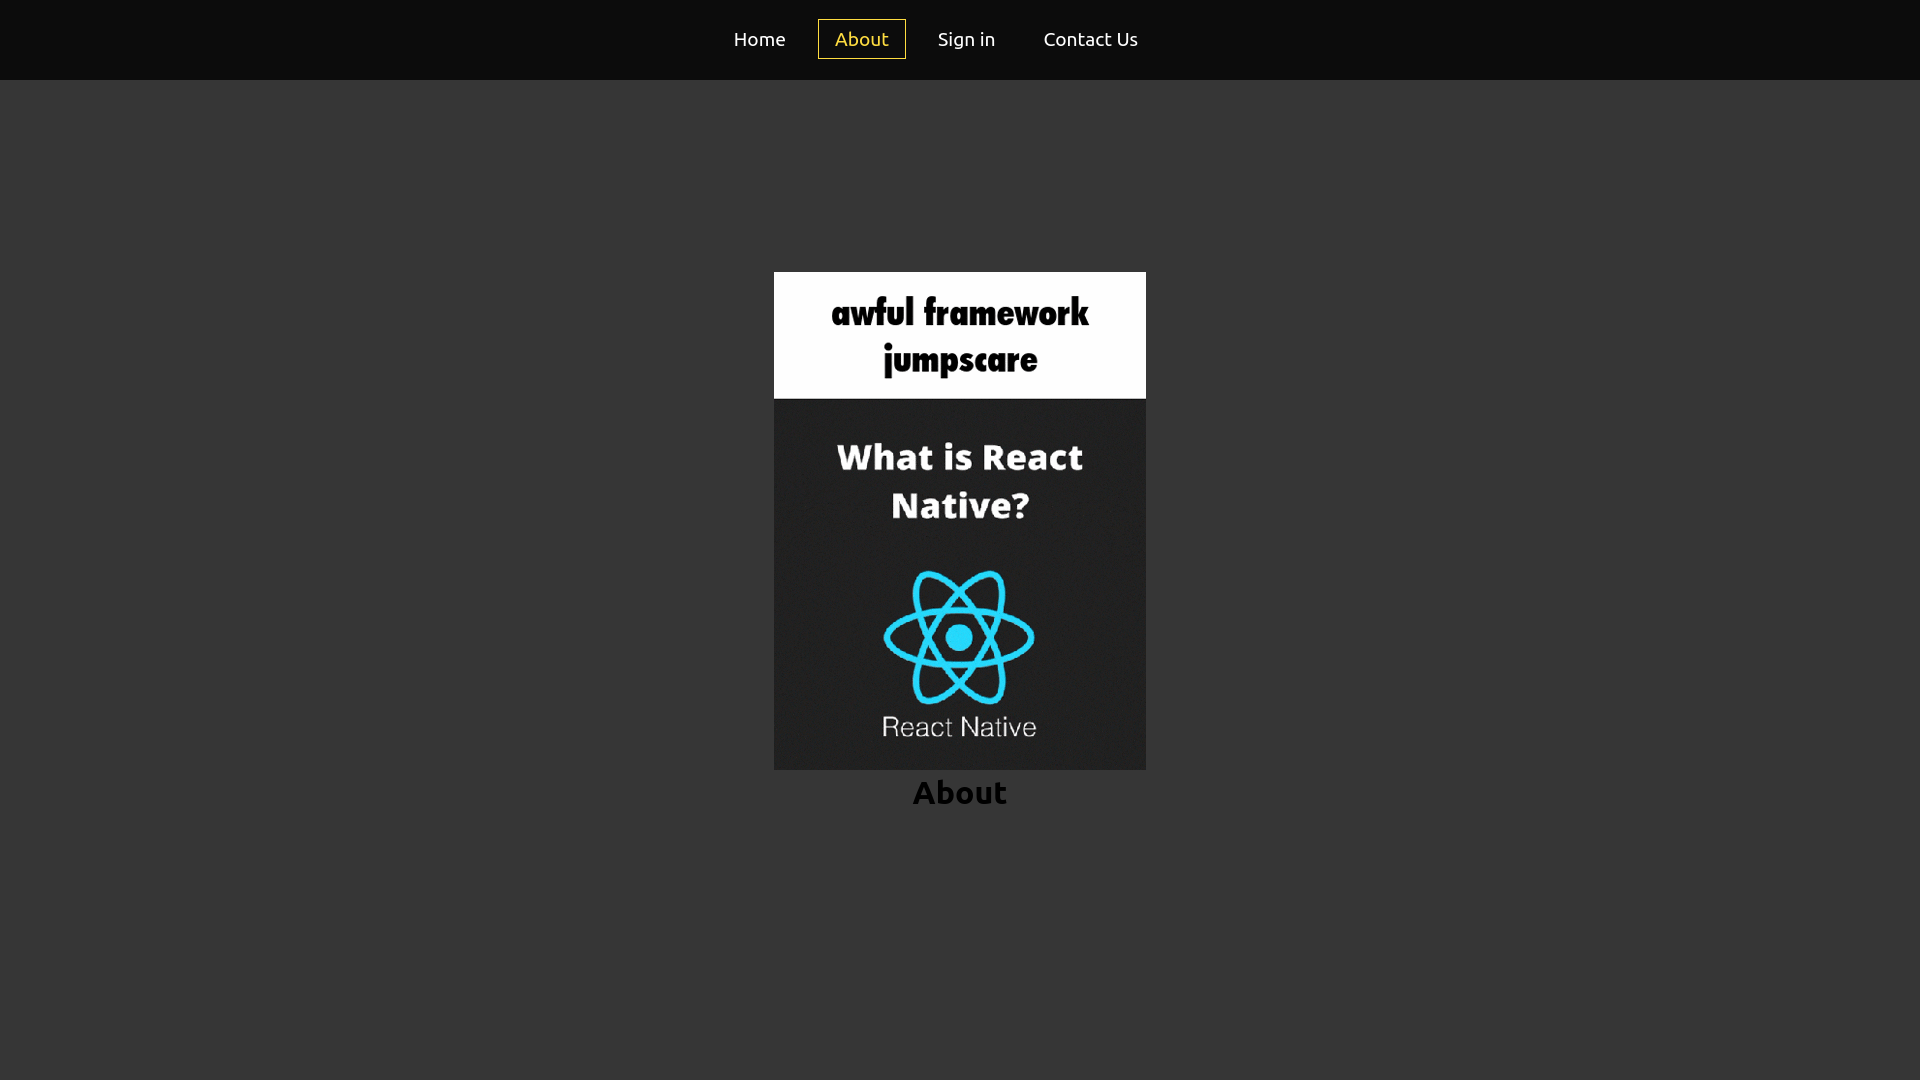 Home About Sign in Contact Us
awful framework
jumpscare
What is React
Native?
React Native
About